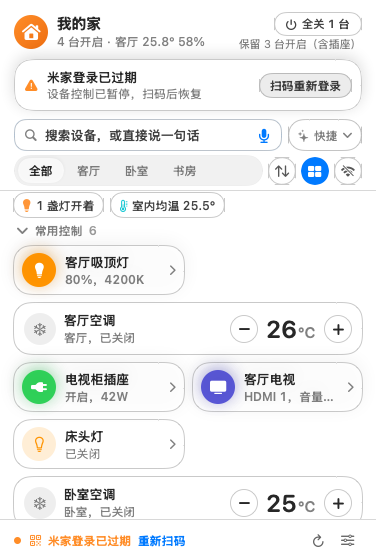 我的家
4 台开启 · 客厅 25.8° 58%
全关 1 台
保留 3 台开启（含插座）
米家登录已过期
设备控制已暂停，扫码后恢复
扫码重新登录
搜索设备，或直接说一句话
快捷
全部 客厅 卧室 书房
1 盏灯开着
室内均温 25.5°
常用控制 6
客厅吸顶灯
80%，4200K
客厅空调
客厅，已关闭
26°C
电视柜插座
开启，42W
客厅电视
HDMI 1，音量…
床头灯
已关闭
卧室空调
卧室，已关闭
25°C
米家登录已过期 重新扫码